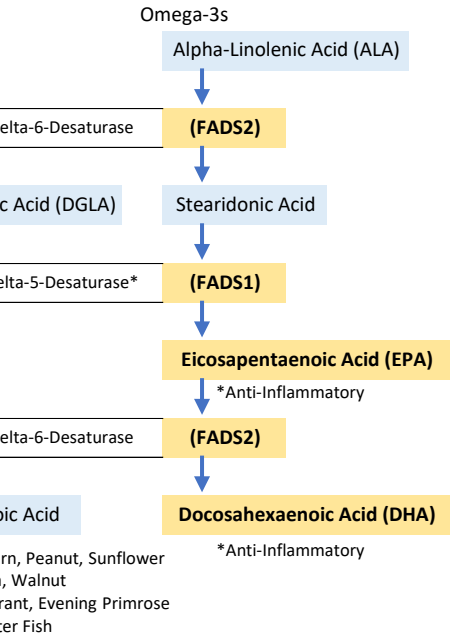 Omega-3s
Alpha-Linolenic Acid (ALA)
elta-6-Desaturase (FADS2)
c Acid (DGLA) Stearidonic Acid
elta-5-Desaturase* (FADS1)
Eicosapentaenoic Acid (EPA)
*Anti-Inflammatory
elta-6-Desaturase (FADS2)
Acid Docosahexaenoic Acid (DHA)
*Anti-Inflammatory
rn, Peanut, Sunflower
, Walnut
rant, Evening Primrose
ter Fish